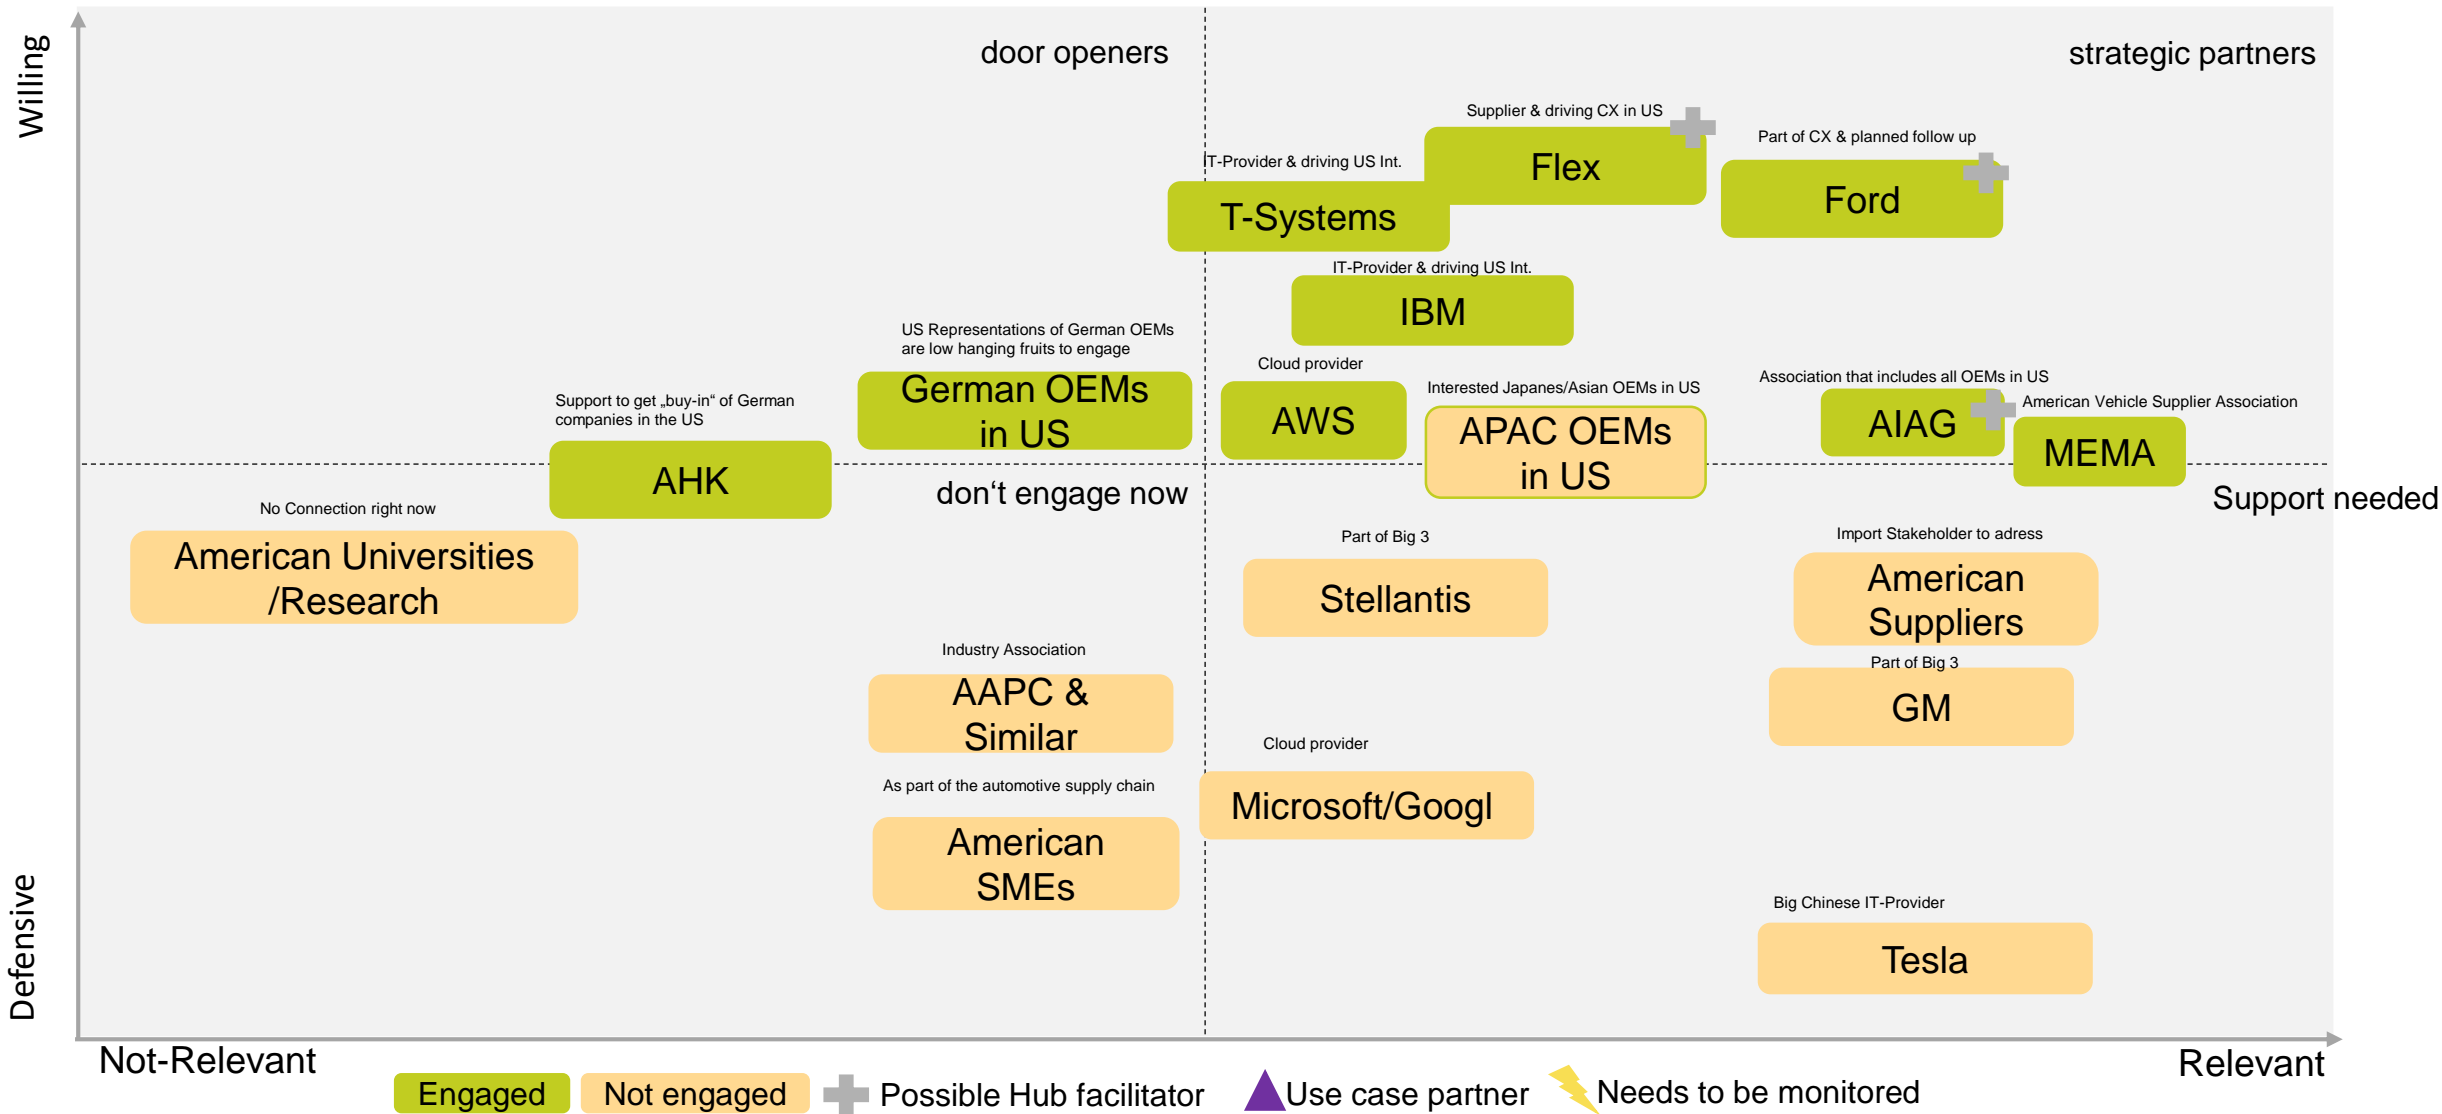 Willing
door openers
strategic partners
Supplier & driving CX in US
Flex
Part of CX & planned follow up
Ford
IT-Provider & driving US Int.
T-Systems
IT-Provider & driving US Int.
IBM
US Representations of German OEMs
are low hanging fruits to engage
German OEMs
in US
Cloud provider
AWS
Interested Japanes/Asian OEMs in US
APAC OEMs
in US
Association that includes all OEMs in US
AIAG
American Vehicle Supplier Association
MEMA
Support to get „buy-in“ of German
companies in the US
AHK
don‘t engage now
Support needed
No Connection right now
American Universities
/Research
Part of Big 3
Stellantis
Import Stakeholder to adress
American
Suppliers
Industry Association
AAPC &
Similar
Part of Big 3
GM
Cloud provider
Microsoft/Googl
As part of the automotive supply chain
American
SMEs
Big Chinese IT-Provider
Tesla
Defensive
Not-Relevant
Relevant
Engaged
Not engaged
Possible Hub facilitator
Use case partner
Needs to be monitored